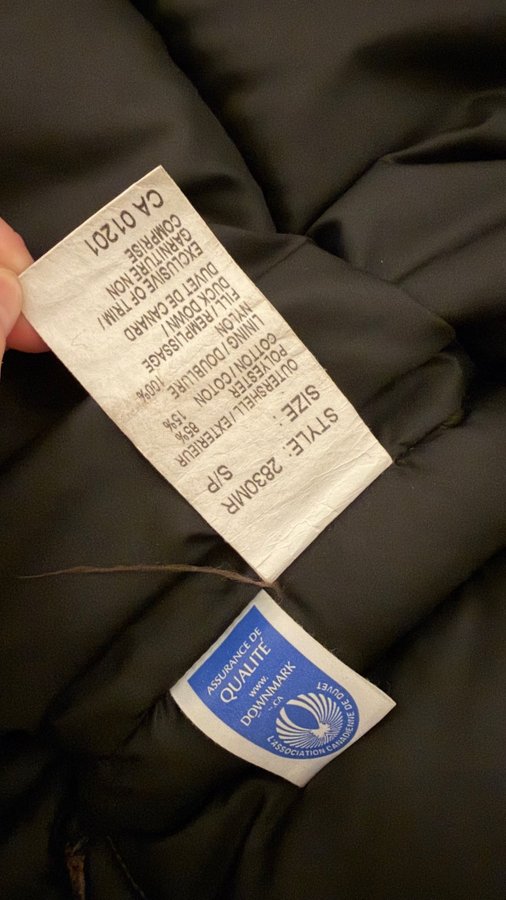 STYLE: 2830MR
SIZE : S/P
OUTERSHELL / EXTERIEUR
POLYESTER 85%
COTTON / COTON 15%
LINING / DOUBLURE
NYLON 100%
FILL / REMPLISSAGE
DUCK DOWN /
DUVET DE CANARD
EXCLUSIVE OF TRIM /
GARNITURE NON
COMPRISE
CA 01201
ASSURANCE DE
QUALITÉ
www.
DOWNMARK
.ca
L'ASSOCIATION CANADIENNE DE DUVET